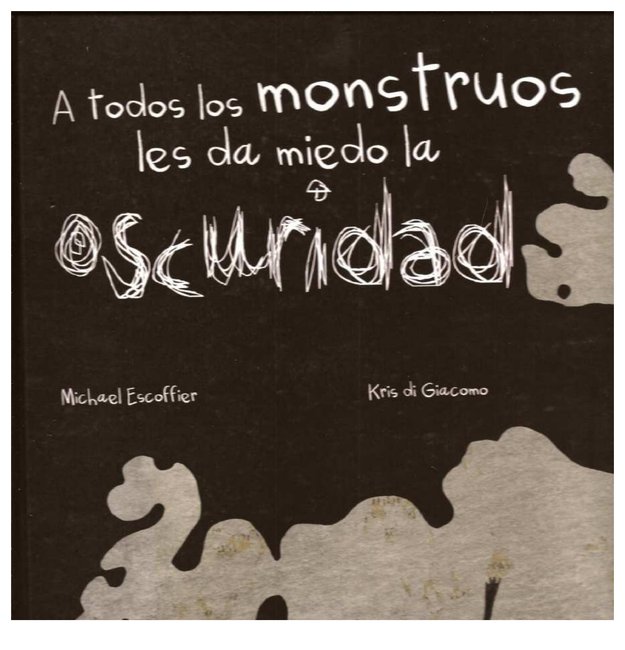 A todos los monstruos
les da miedo la
oscuridad
Michael Escoffier
Kris di Giacomo